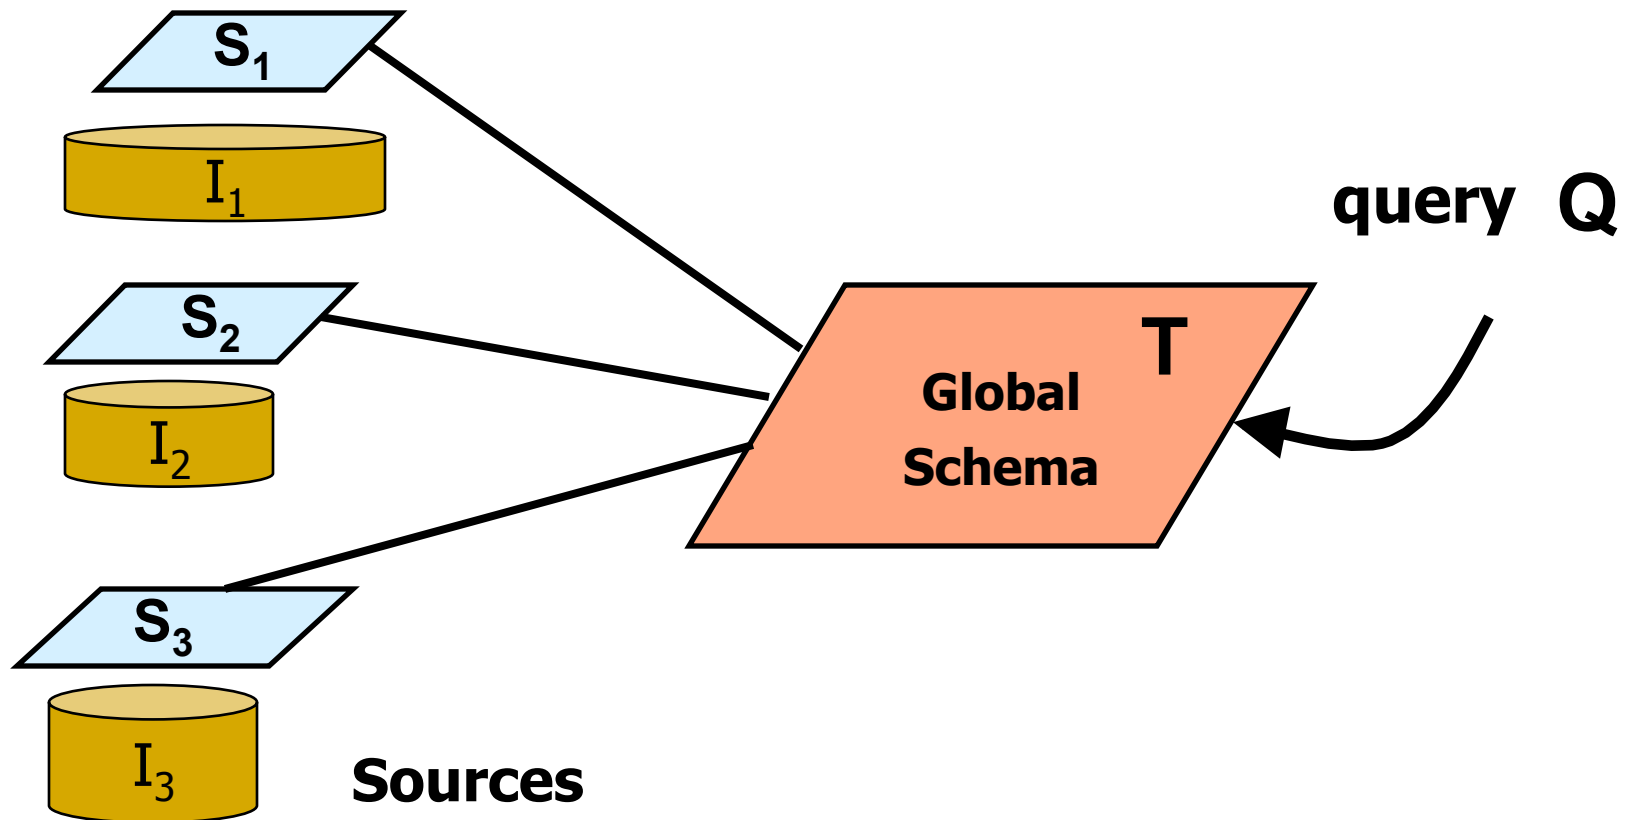 S₁
I₁
query Q
S₂
T
Global
Schema
I₂
S₃
I₃
Sources